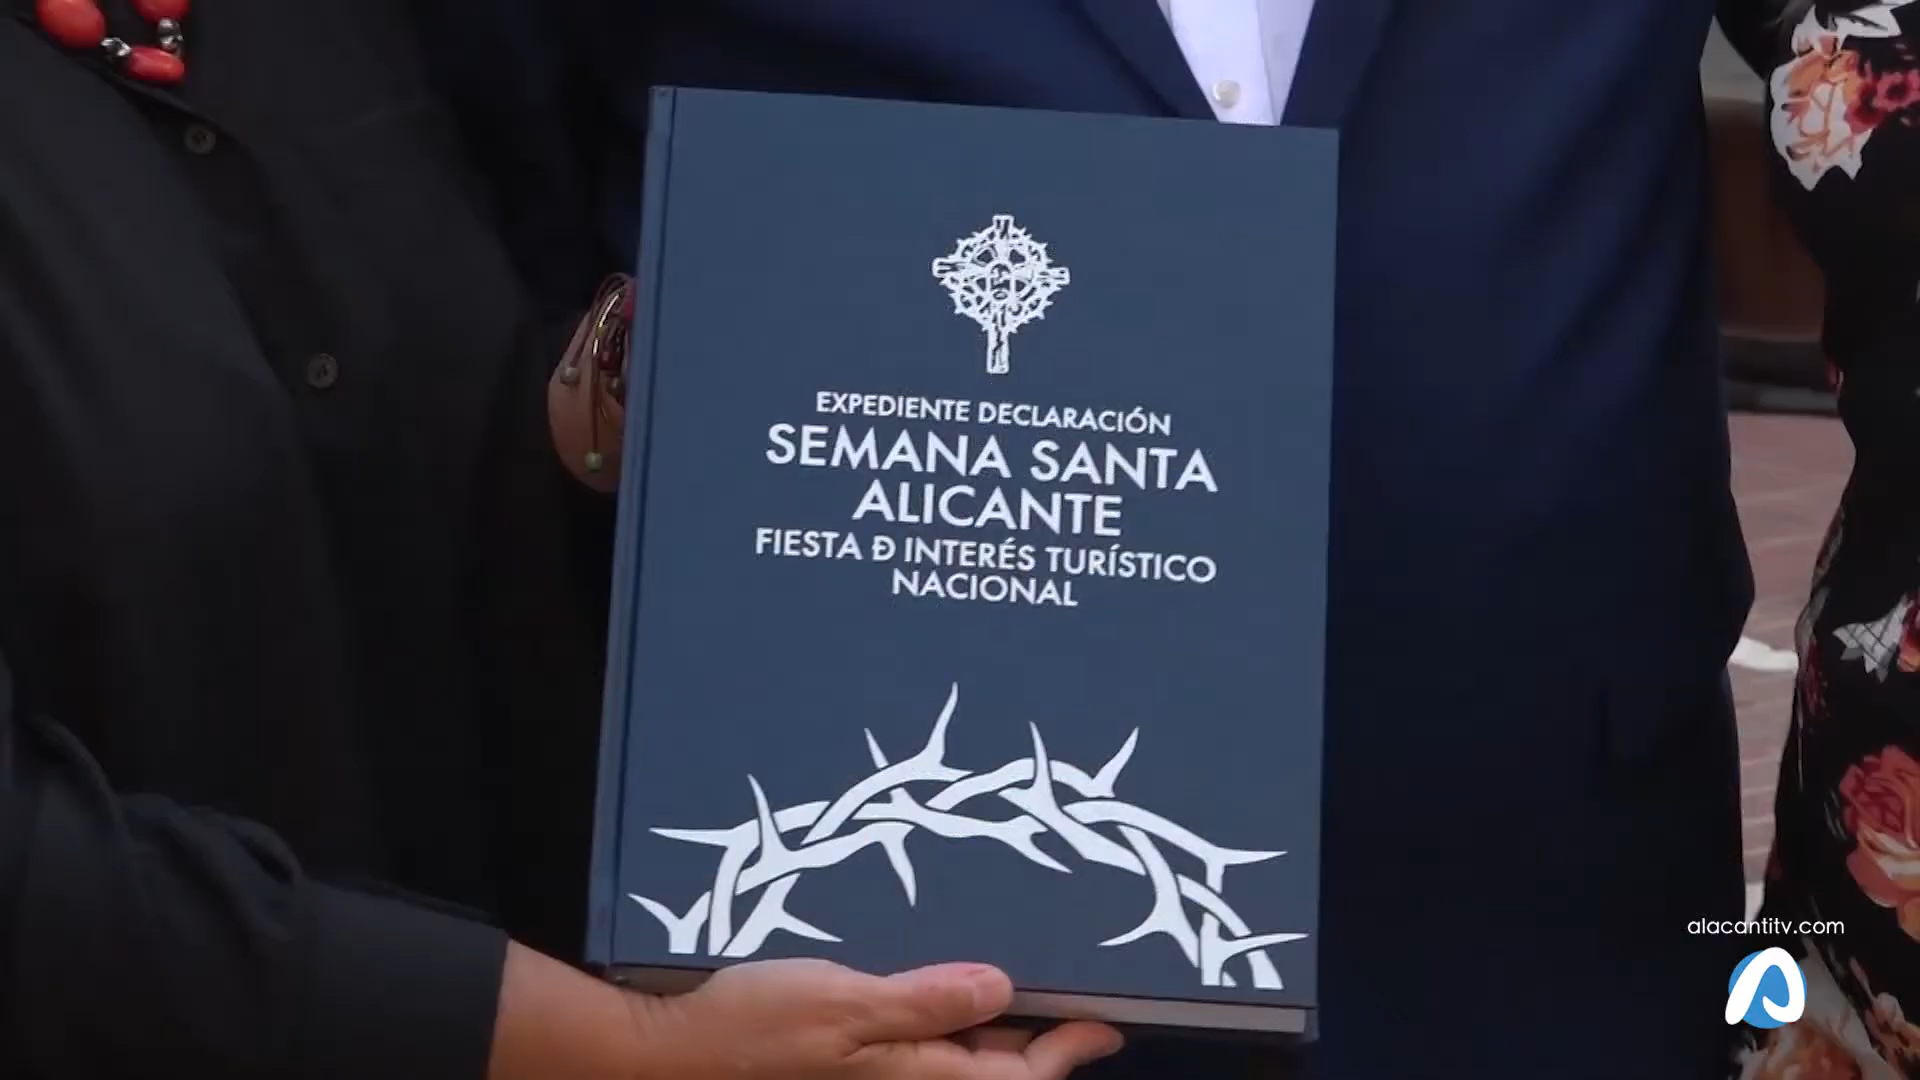 EXPEDIENTE DECLARACIÓN
SEMANA SANTA
ALICANTE
FIESTA Đ INTERÉS TURÍSTICO
NACIONAL
alacantitv.com